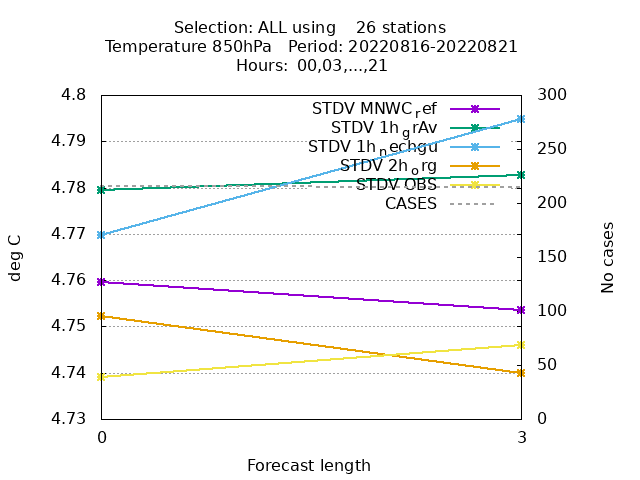 Selection: ALL using    26 stations
Temperature 850hPa   Period: 20220816-20220821
Hours:  00,03,...,21
4.8
4.79
4.78
4.77
4.76
4.75
4.74
4.73
300
250
200
150
100
50
0
deg C
No cases
STDV MNWC_ref
STDV 1h_grAv
STDV 1h_nechgu
STDV 2h_org
STDV OBS
CASES
0
3
Forecast length